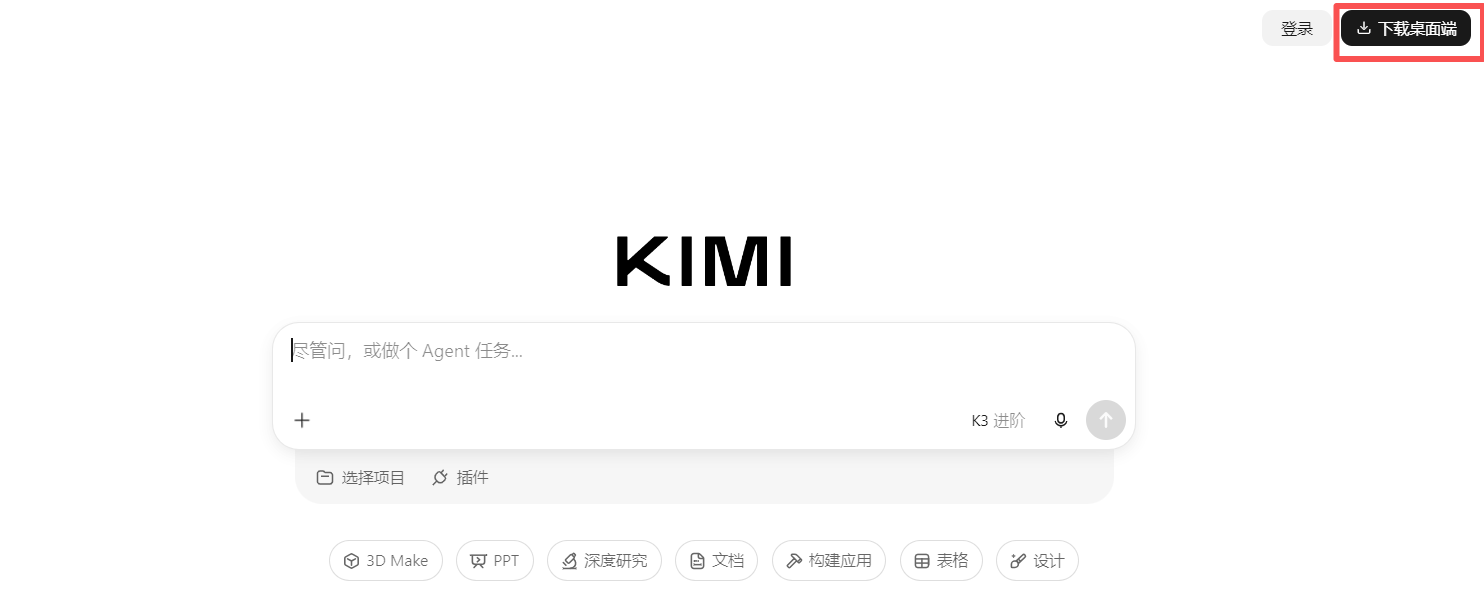 登录
下载桌面端
KIMI
尽管问，或做个 Agent 任务...
K3 进阶
选择项目
插件
3D Make
PPT
深度研究
文档
构建应用
表格
设计